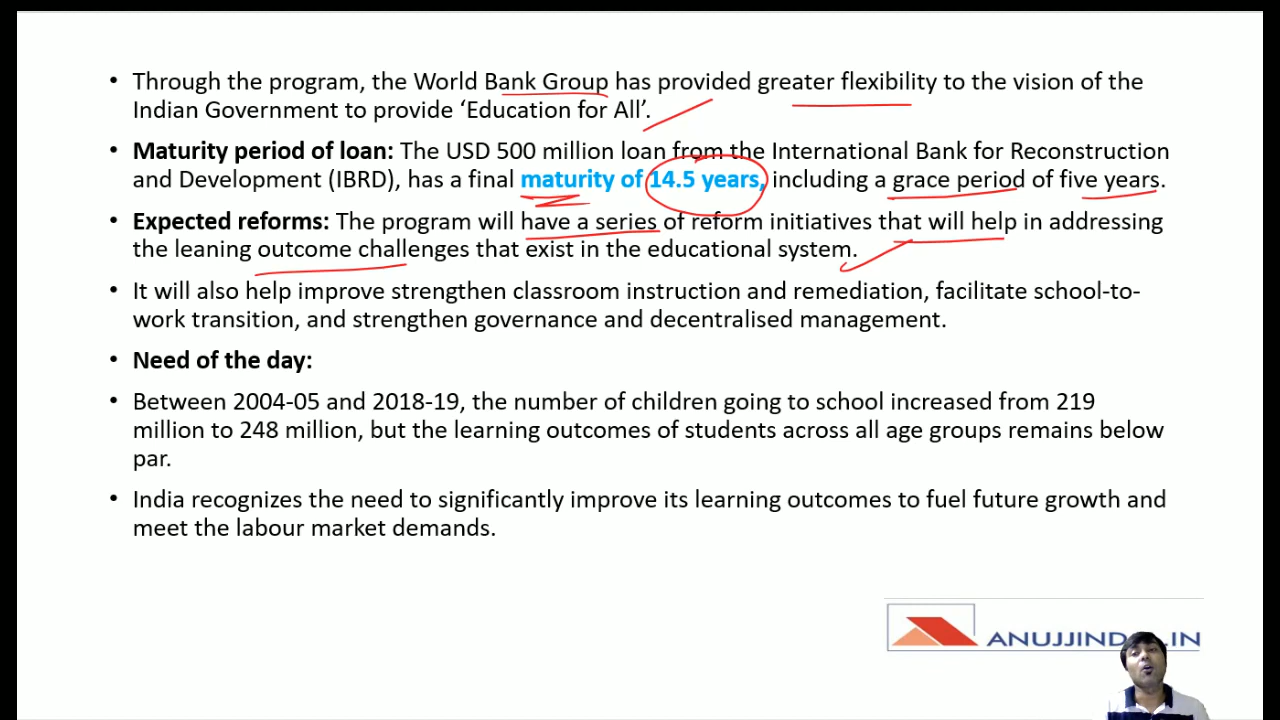 • Through the program, the World Bank Group has provided greater flexibility to the vision of the
Indian Government to provide ‘Education for All’.
• Maturity period of loan: The USD 500 million loan from the International Bank for Reconstruction
and Development (IBRD), has a final maturity of 14.5 years, including a grace period of five years.
• Expected reforms: The program will have a series of reform initiatives that will help in addressing
the leaning outcome challenges that exist in the educational system.
• It will also help improve strengthen classroom instruction and remediation, facilitate school-to-
work transition, and strengthen governance and decentralised management.
• Need of the day:
• Between 2004-05 and 2018-19, the number of children going to school increased from 219
million to 248 million, but the learning outcomes of students across all age groups remains below
par.
• India recognizes the need to significantly improve its learning outcomes to fuel future growth and
meet the labour market demands.